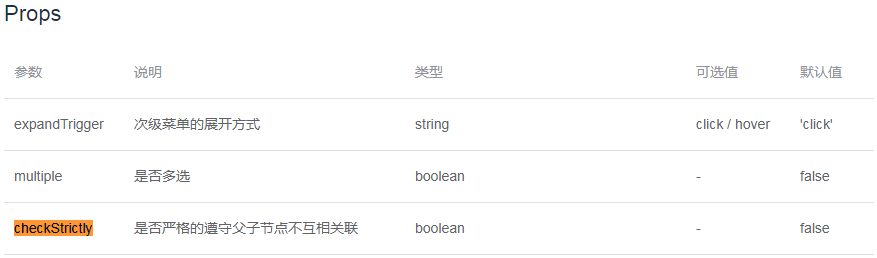 Props
参数 说明 类型 可选值 默认值
expandTrigger 次级菜单的展开方式 string click / hover 'click'
multiple 是否多选 boolean - false
checkStrictly 是否严格的遵守父子节点不互相关联 boolean - false